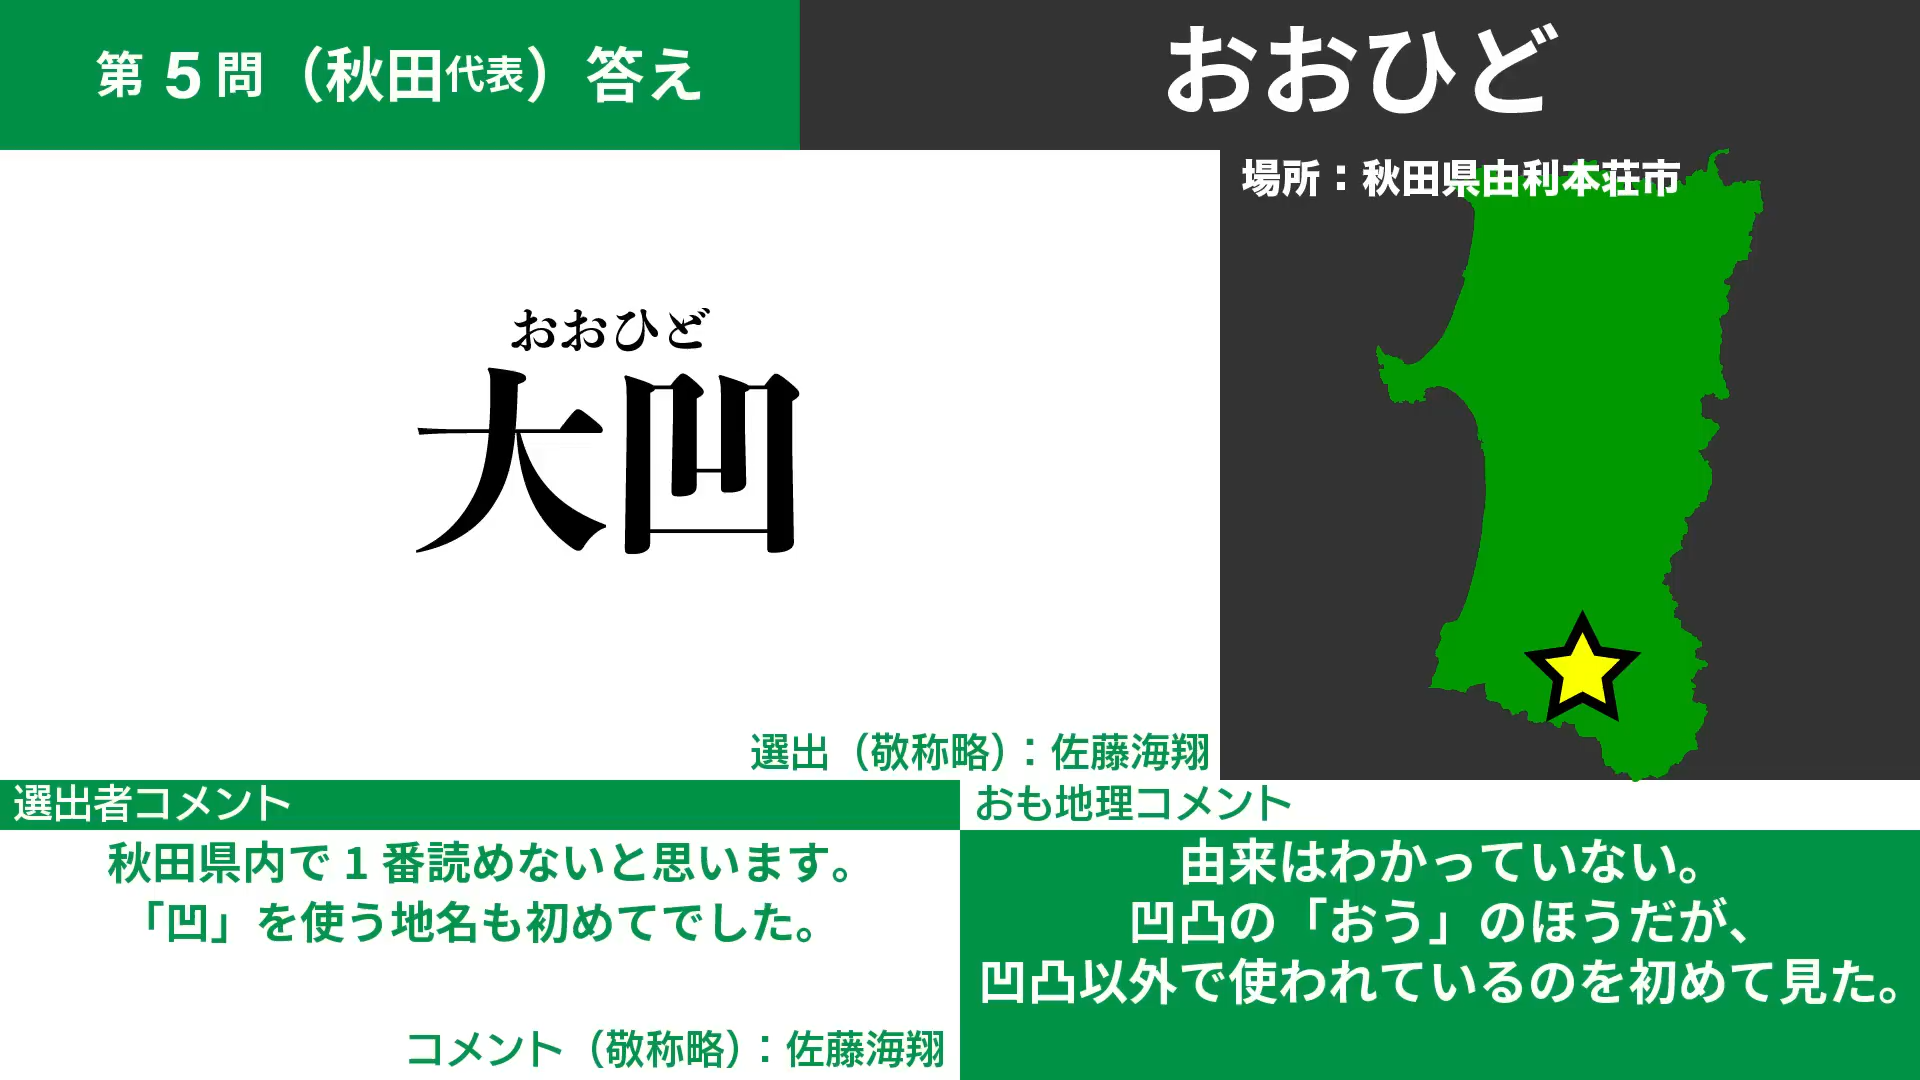 第5問（秋田代表）答え
おおひど
場所：秋田県由利本荘市
おおひど
大凹
選出（敬称略）：佐藤海翔
選出者コメント
秋田県内で1番読めないと思います。
「凹」を使う地名も初めてでした。
コメント（敬称略）：佐藤海翔
おも地理コメント
由来はわかっていない。
凹凸の「おう」のほうだが、
凹凸以外で使われているのを初めて見た。